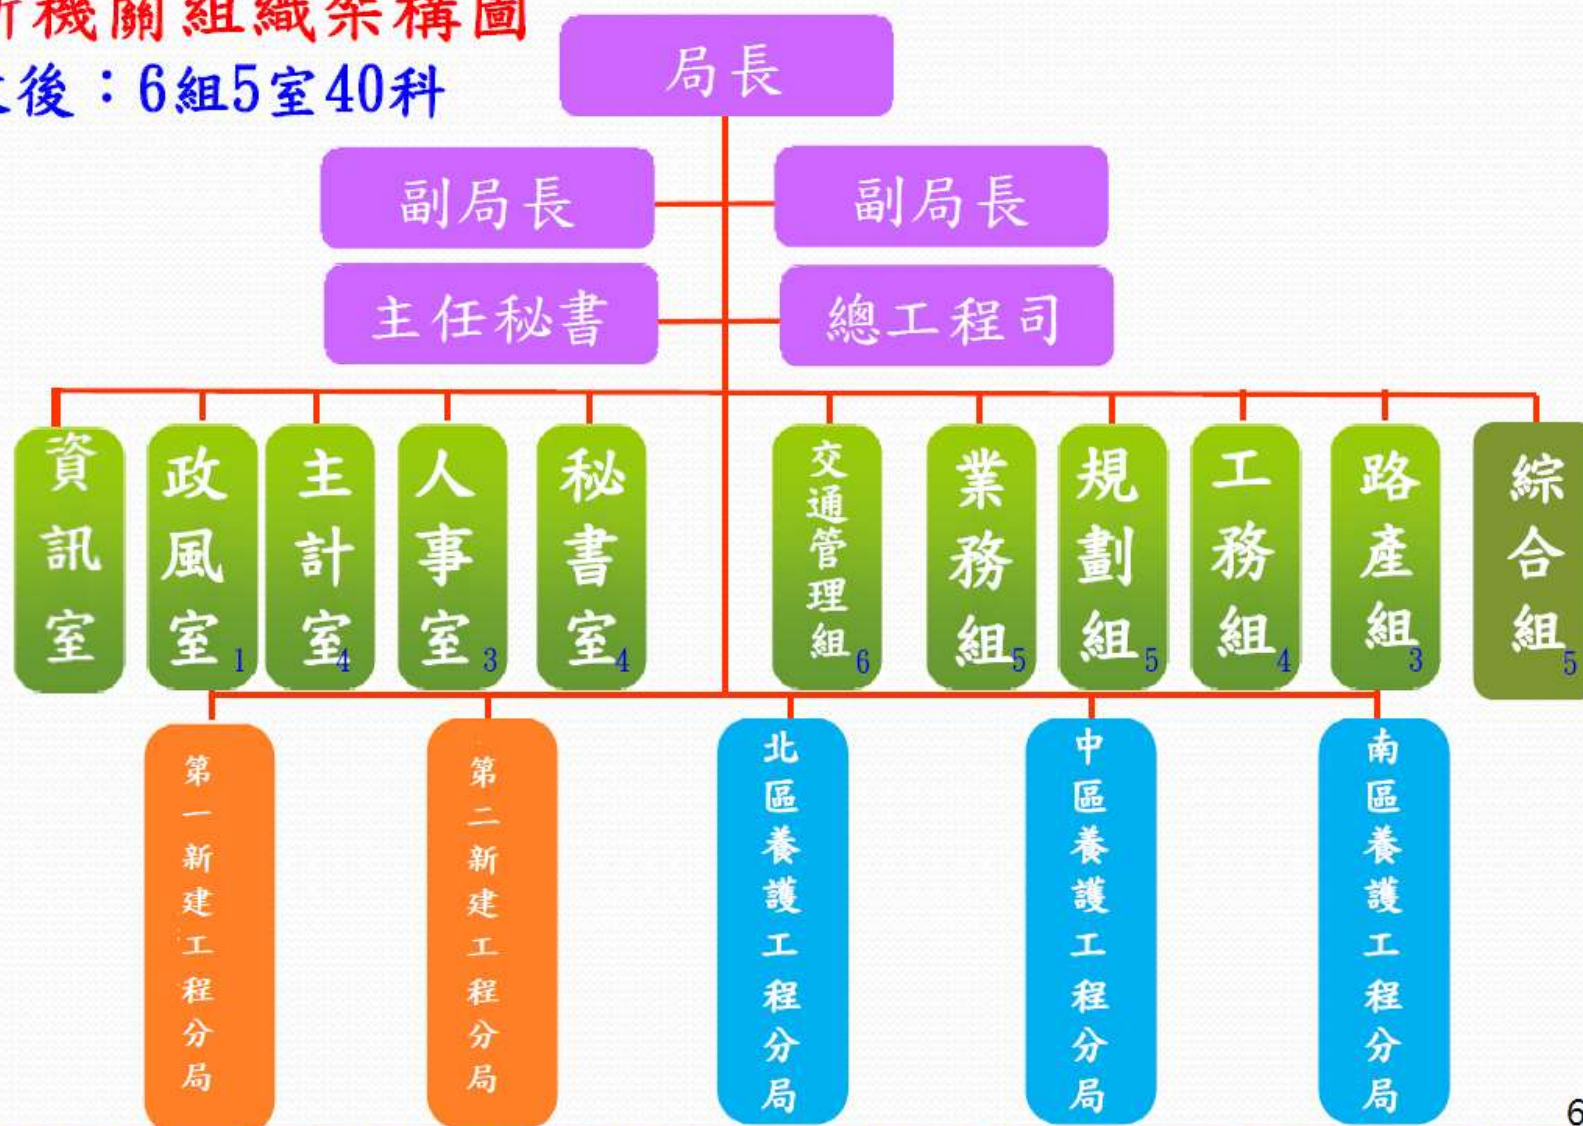 新機關組織架構圖
改後：6組5室40科
局長
副局長
副局長
主任秘書
總工程司
資訊室
政風室
1
主計室
4
人事室
3
秘書室
4
交通管理組
6
業務組
5
規劃組
5
工務組
4
路產組
3
綜合組
5
第一新建工程分局
第二新建工程分局
北區養護工程分局
中區養護工程分局
南區養護工程分局
6